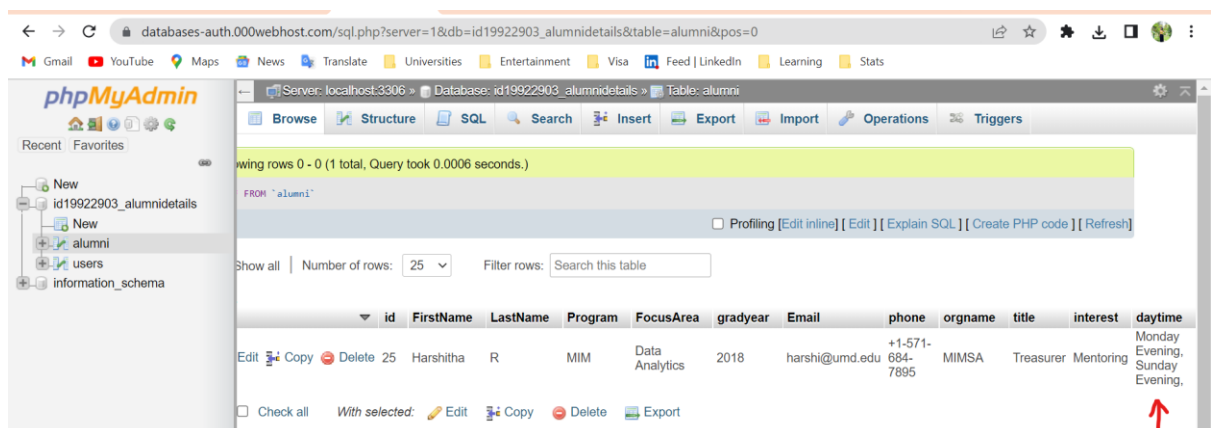 databases-auth.000webhost.com/sql.php?server=1&db=id19922903_alumnidetails&table=alumni&pos=0
Gmail YouTube Maps News Translate Universities Entertainment Visa Feed | LinkedIn Learning Stats
phpMyAdmin
Recent Favorites
New
id19922903_alumnidetails
New
alumni
users
information_schema
Server: localhost:3306 » Database: id19922903_alumnidetails » Table: alumni
Browse Structure SQL Search Insert Export Import Operations Triggers
wing rows 0 - 0 (1 total, Query took 0.0006 seconds.)
FROM `alumni`
Profiling [Edit inline] [ Edit ] [ Explain SQL ] [ Create PHP code ] [ Refresh]
Show all | Number of rows: 25 Filter rows: Search this table
id FirstName LastName Program FocusArea gradyear Email phone orgname title interest daytime
Edit Copy Delete 25 Harshitha R MIM Data Analytics 2018 harshi@umd.edu +1-571-684-7895 MIMSA Treasurer Mentoring Monday Evening, Sunday Evening,
Check all With selected: Edit Copy Delete Export